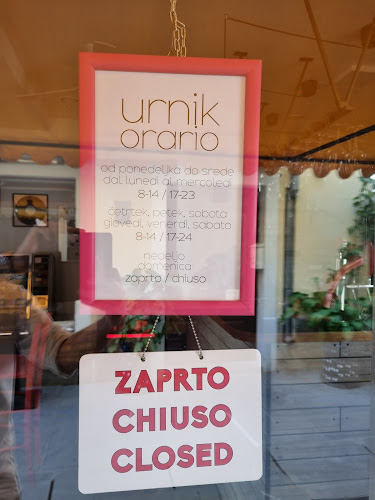 urnik
orario
od ponedeljka do srede
dal lunedì al mercoledì
8-14 / 17-23
četrtek, petek, sobota
giovedì, venerdì, sabato
8-14 / 17-24
nedeljo
domenica
zaprto / chiuso
ZAPRTO
CHIUSO
CLOSED